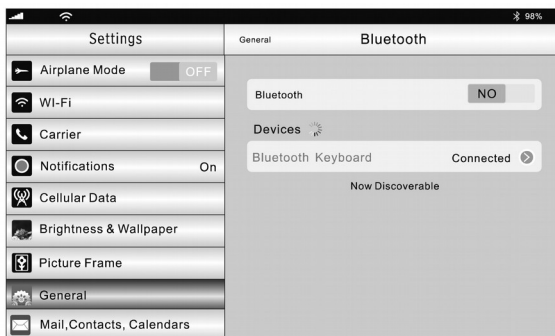 98%
Settings
General
Bluetooth
Airplane Mode OFF
WI-Fi
Carrier
Notifications On
Cellular Data
Brightness & Wallpaper
Picture Frame
General
Mail,Contacts, Calendars
Bluetooth NO
Devices
Bluetooth Keyboard Connected
Now Discoverable